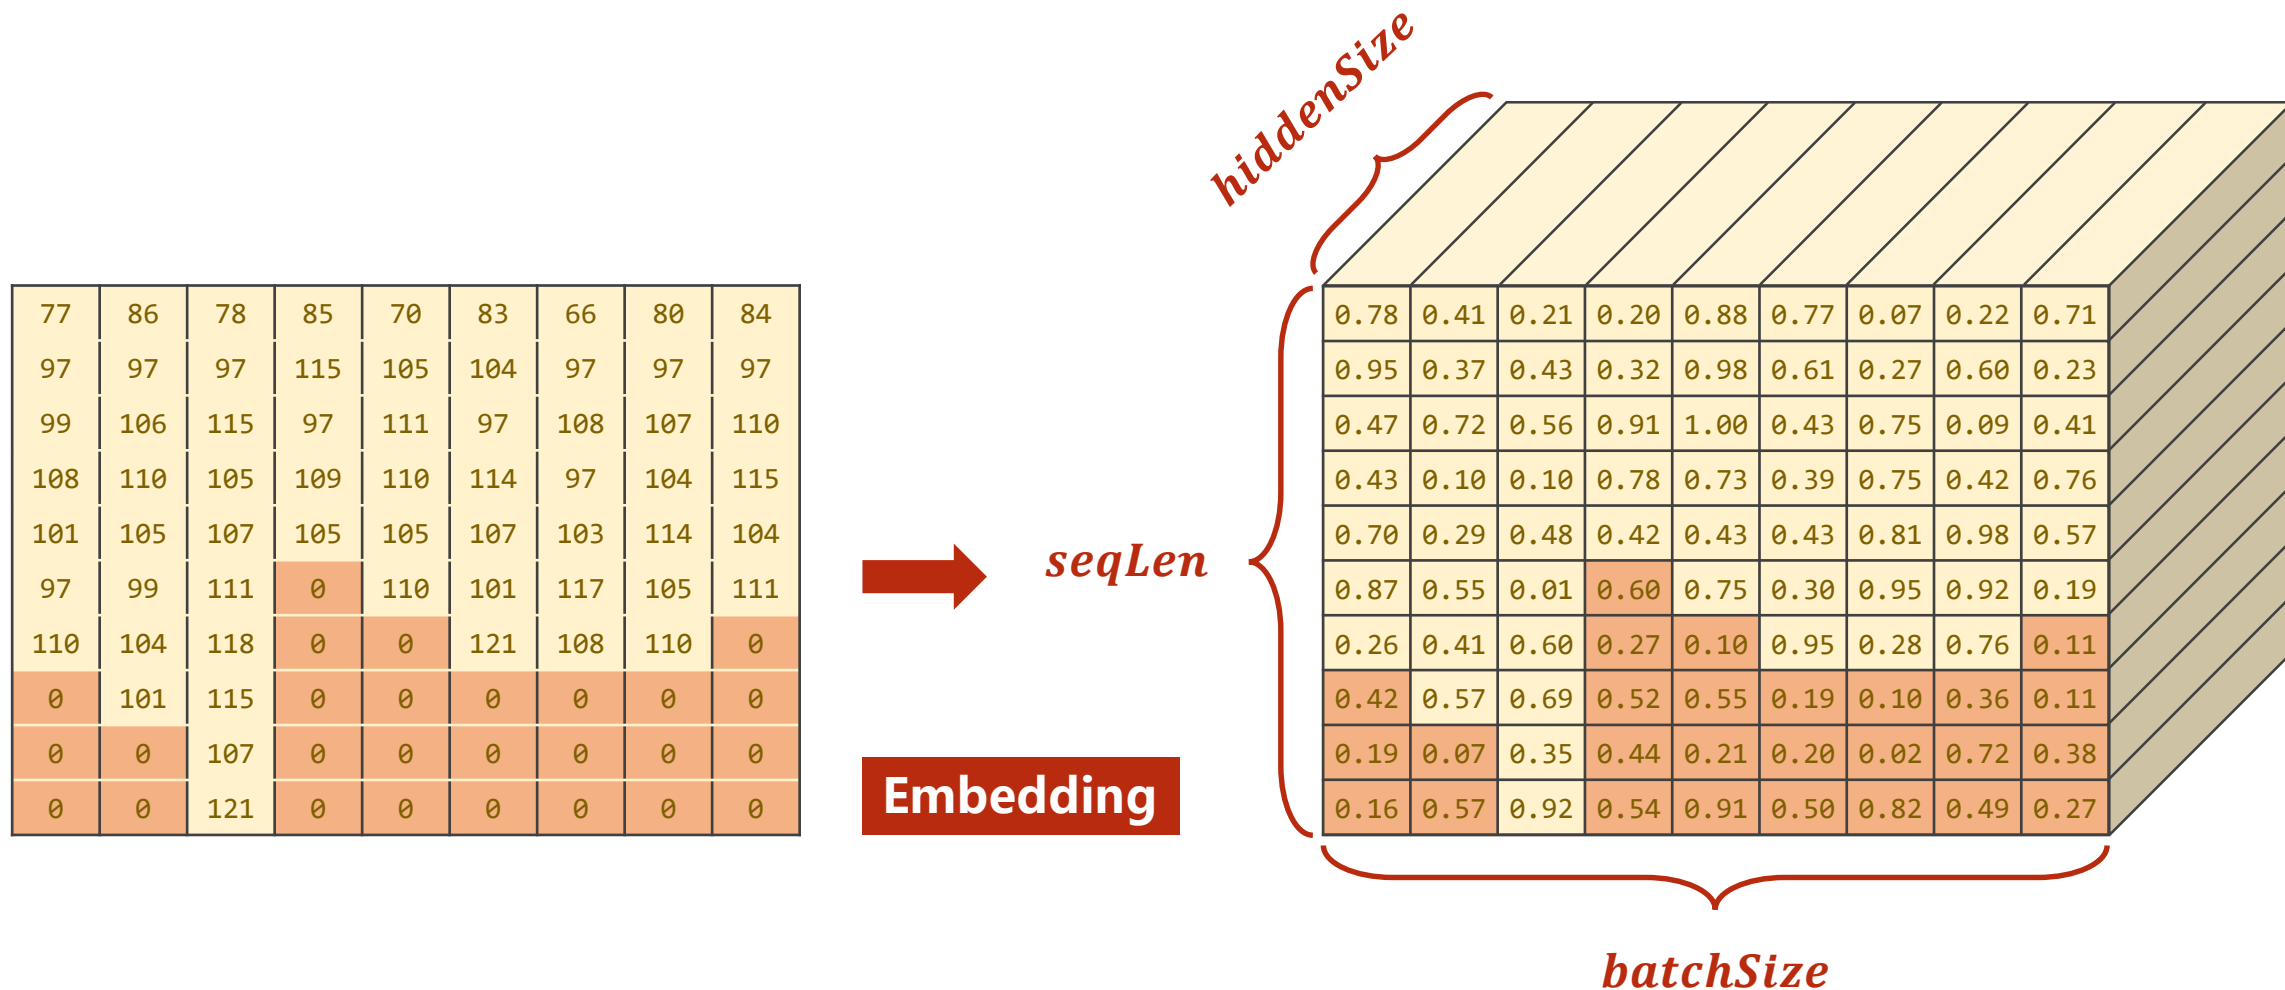 hiddenSize
77 86 78 85 70 83 66 80 84
97 97 97 115 105 104 97 97 97
99 106 115 97 111 97 108 107 110
108 110 105 109 110 114 97 104 115
101 105 107 105 105 107 103 114 104
97 99 111 0 110 101 117 105 111
110 104 118 0 0 121 108 110 0
0 101 115 0 0 0 0 0 0
0 0 107 0 0 0 0 0 0
0 0 121 0 0 0 0 0 0
Embedding
seqLen
0.78 0.41 0.21 0.20 0.88 0.77 0.07 0.22 0.71
0.95 0.37 0.43 0.32 0.98 0.61 0.27 0.60 0.23
0.47 0.72 0.56 0.91 1.00 0.43 0.75 0.09 0.41
0.43 0.10 0.10 0.78 0.73 0.39 0.75 0.42 0.76
0.70 0.29 0.48 0.42 0.43 0.43 0.81 0.98 0.57
0.87 0.55 0.01 0.60 0.75 0.30 0.95 0.92 0.19
0.26 0.41 0.60 0.27 0.10 0.95 0.28 0.76 0.11
0.42 0.57 0.69 0.52 0.55 0.19 0.10 0.36 0.11
0.19 0.07 0.35 0.44 0.21 0.20 0.02 0.72 0.38
0.16 0.57 0.92 0.54 0.91 0.50 0.82 0.49 0.27
batchSize